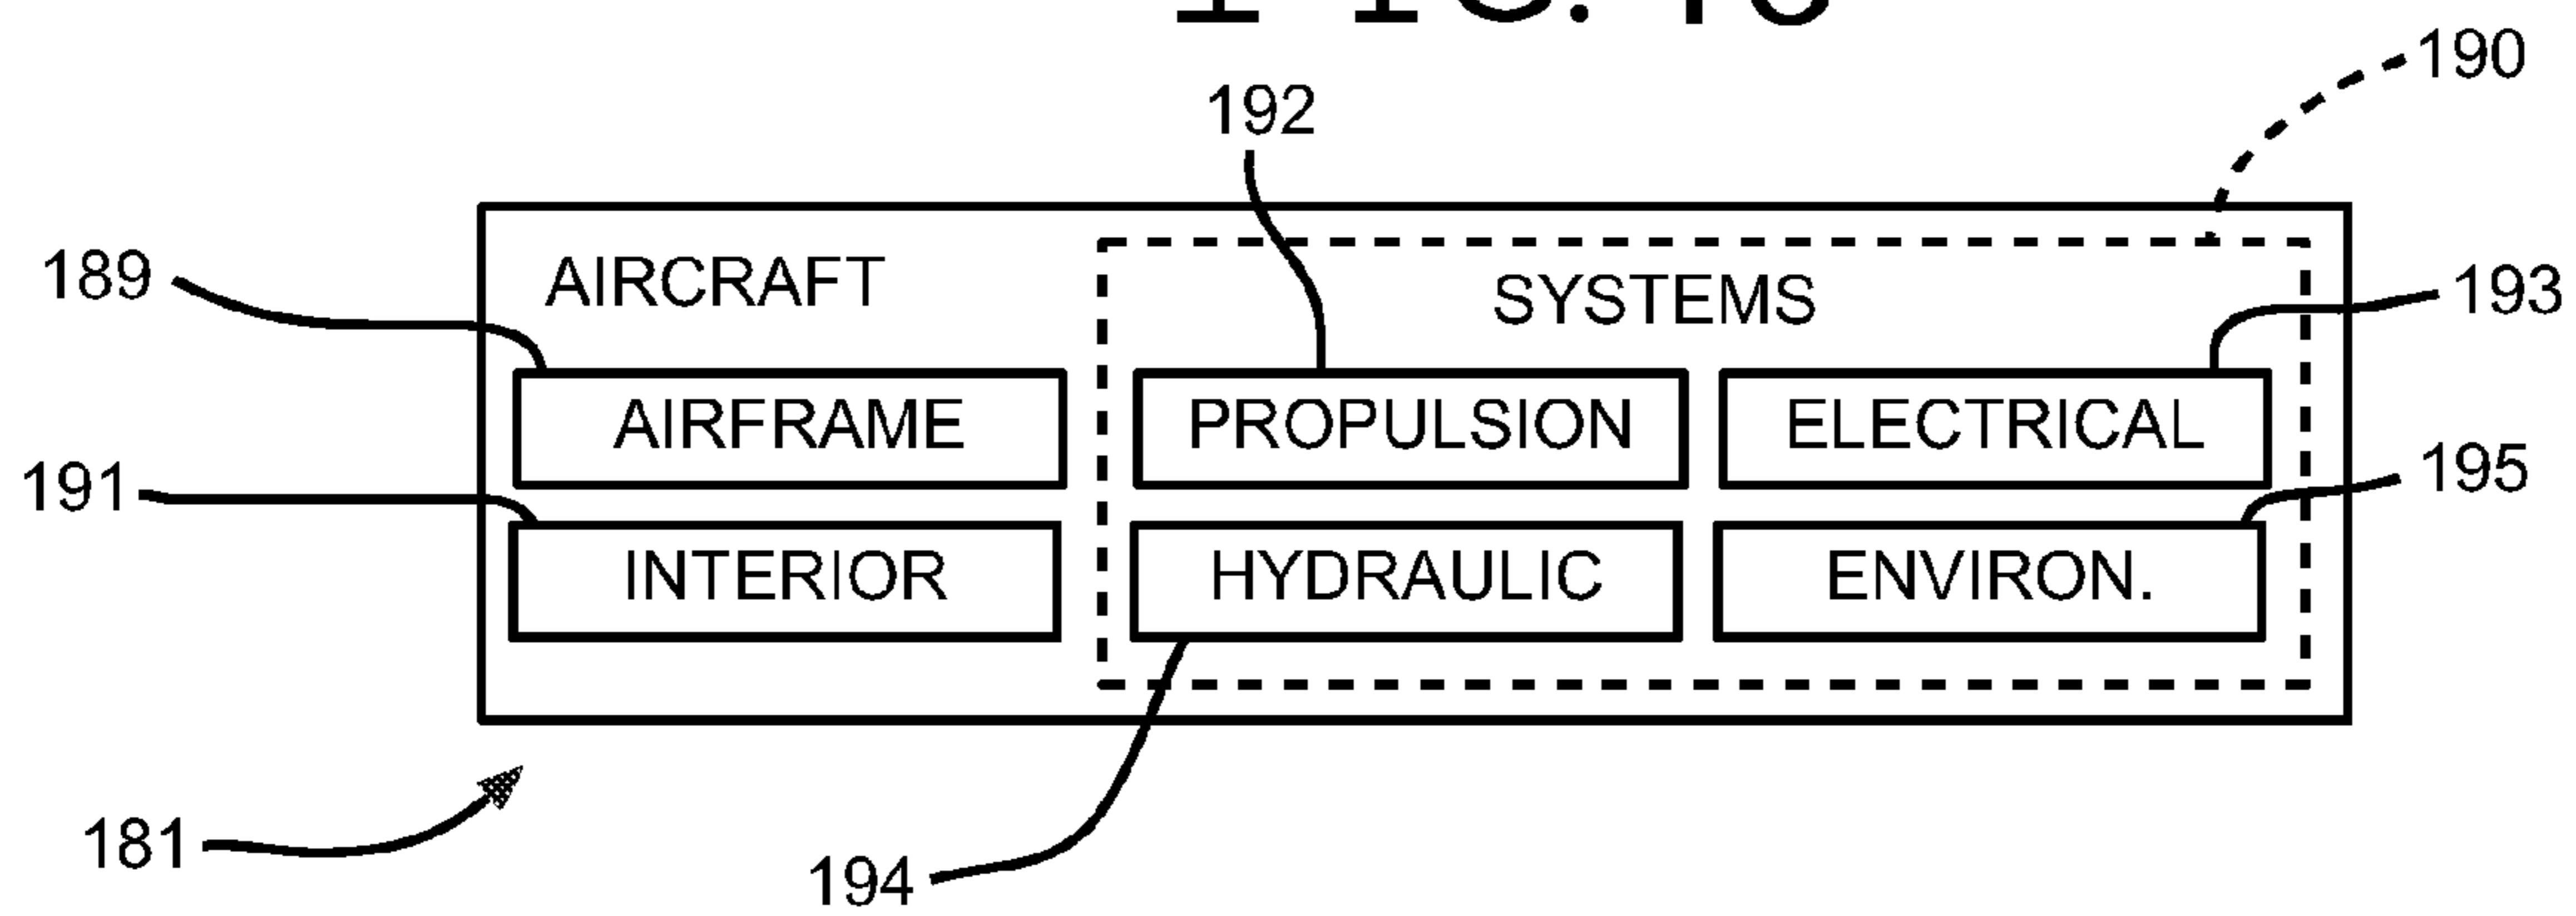 190
192
189
AIRCRAFT
SYSTEMS
193
AIRFRAME
PROPULSION
ELECTRICAL
191
195
INTERIOR
HYDRAULIC
ENVIRON.
181
194